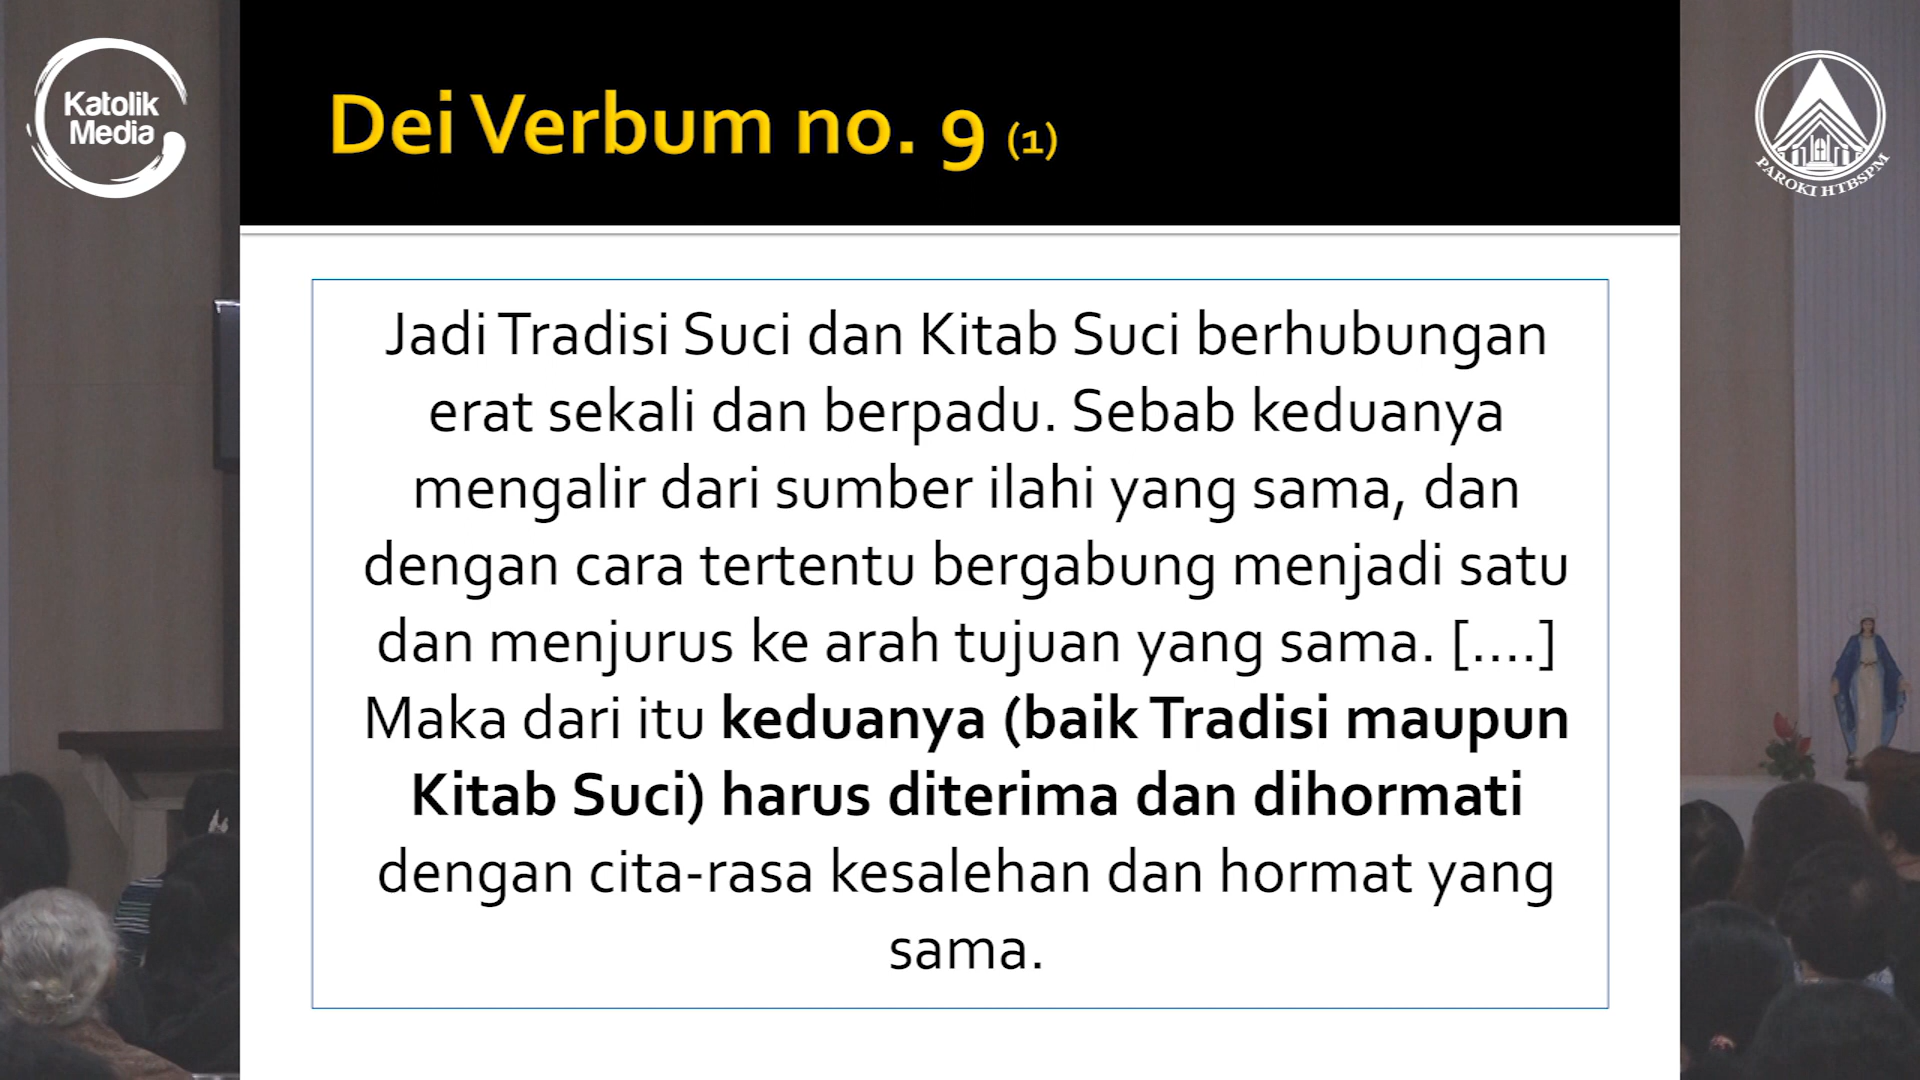 Katolik
Media
Dei Verbum no. 9 (1)
PAROKI HTBSPM
Jadi Tradisi Suci dan Kitab Suci berhubungan
erat sekali dan berpadu. Sebab keduanya
mengalir dari sumber ilahi yang sama, dan
dengan cara tertentu bergabung menjadi satu
dan menjurus ke arah tujuan yang sama. [....]
Maka dari itu keduanya (baik Tradisi maupun
Kitab Suci) harus diterima dan dihormati
dengan cita-rasa kesalehan dan hormat yang
sama.